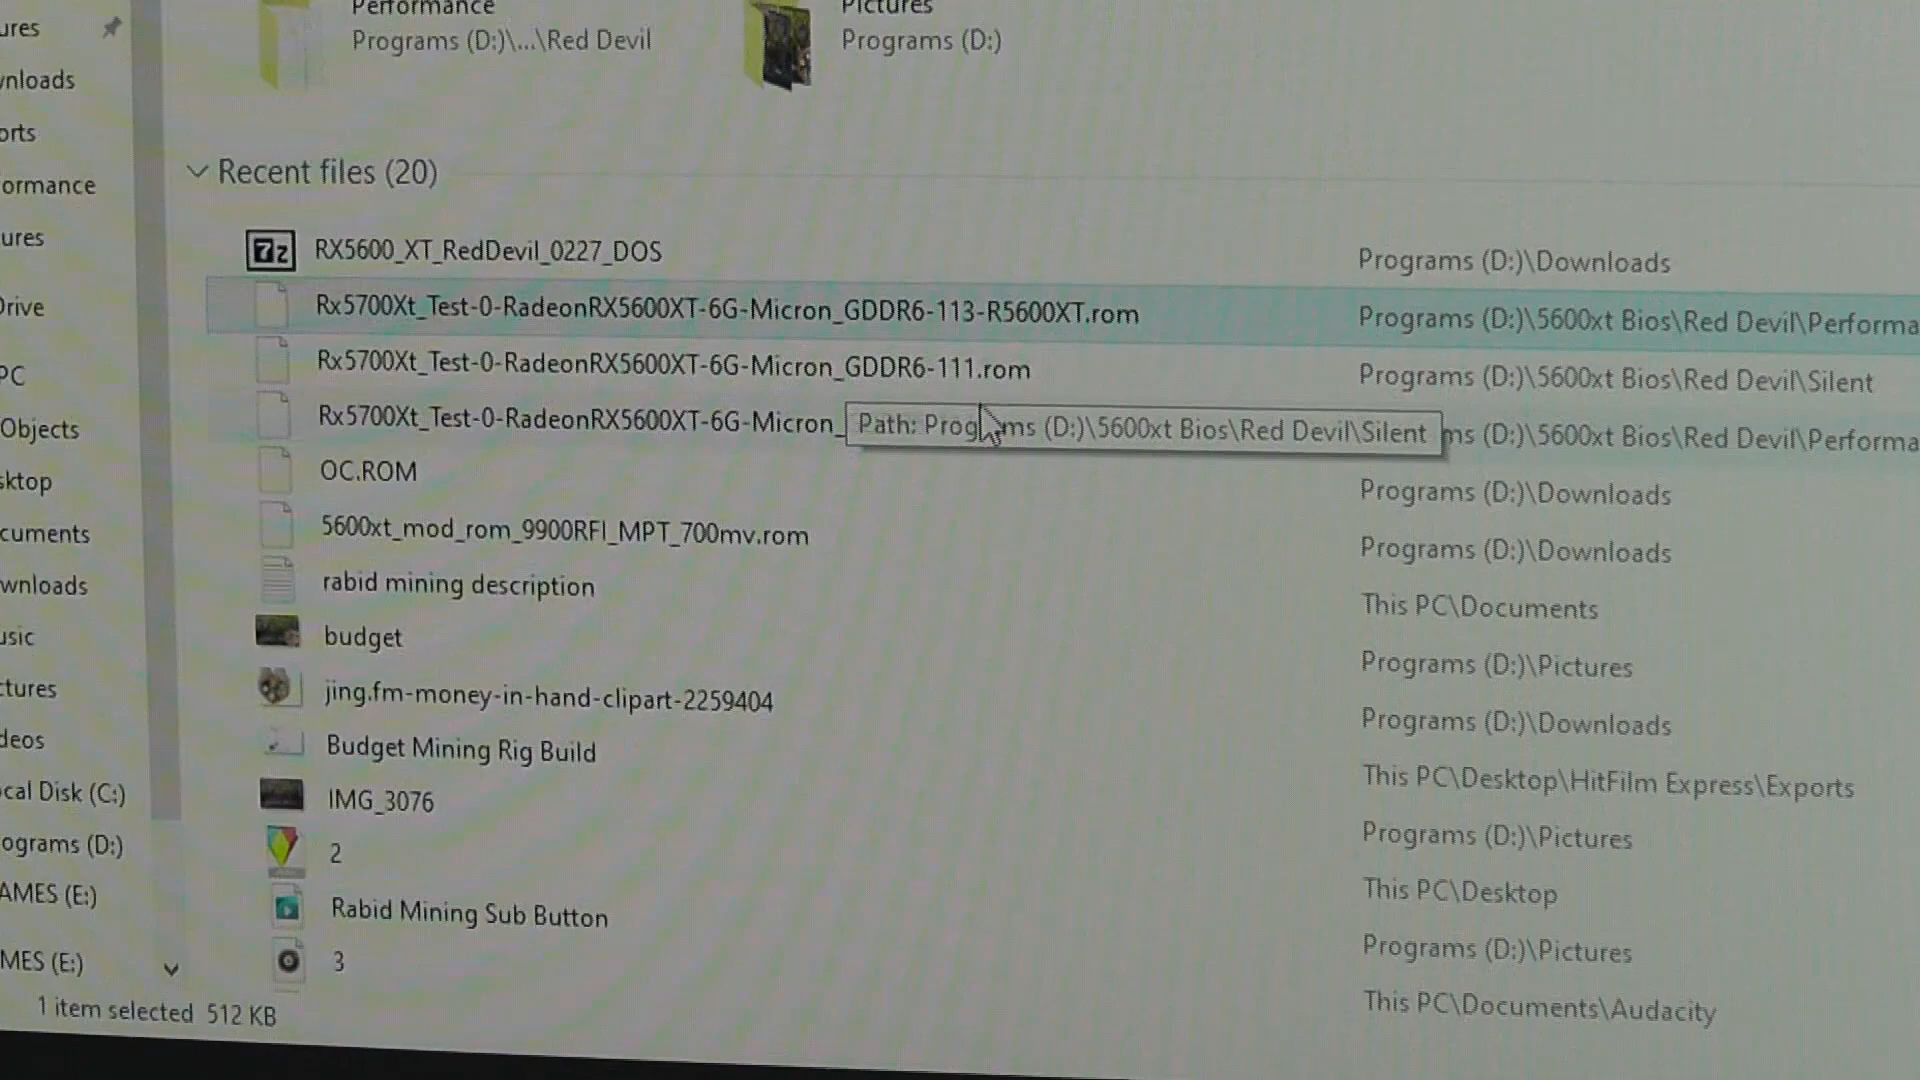 Performance
Programs (D:)\...\Red Devil
Pictures
Programs (D:)
ures
wnloads
orts
ormance
ures
Drive
PC
Objects
sktop
cuments
wnloads
usic
ctures
deos
ocal Disk (C:)
ograms (D:)
AMES (E:)
MES (E:)
Recent files (20)
RX5600_XT_RedDevil_0227_DOS Programs (D:)\Downloads
Rx5700Xt_Test-0-RadeonRX5600XT-6G-Micron_GDDR6-113-R5600XT.rom Programs (D:)\5600xt Bios\Red Devil\Performa
Rx5700Xt_Test-0-RadeonRX5600XT-6G-Micron_GDDR6-111.rom Programs (D:)\5600xt Bios\Red Devil\Silent
Rx5700Xt_Test-0-RadeonRX5600XT-6G-Micron_ ms (D:)\5600xt Bios\Red Devil\Performa
Path: Programs (D:)\5600xt Bios\Red Devil\Silent
OC.ROM Programs (D:)\Downloads
5600xt_mod_rom_9900RFI_MPT_700mv.rom Programs (D:)\Downloads
rabid mining description This PC\Documents
budget Programs (D:)\Pictures
jing.fm-money-in-hand-clipart-2259404 Programs (D:)\Downloads
Budget Mining Rig Build This PC\Desktop\HitFilm Express\Exports
IMG_3076 Programs (D:)\Pictures
2 This PC\Desktop
Rabid Mining Sub Button Programs (D:)\Pictures
3 This PC\Documents\Audacity
1 item selected 512 KB
7z